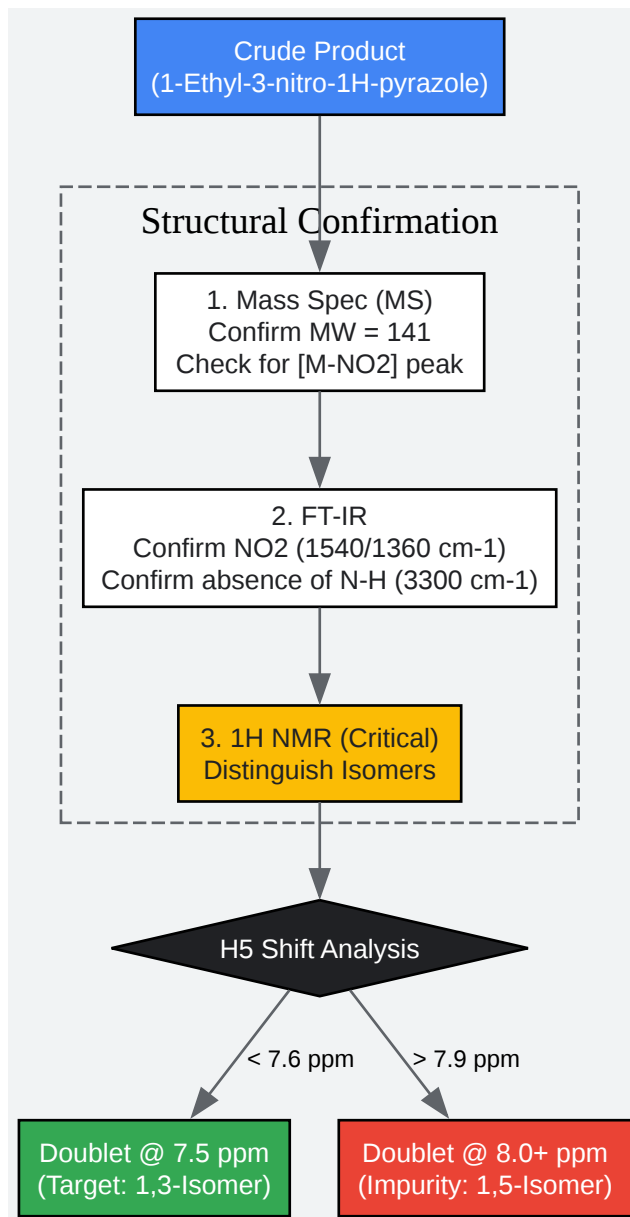 Crude Product
(1-Ethyl-3-nitro-1H-pyrazole)
Structural Confirmation
1. Mass Spec (MS)
Confirm MW = 141
Check for [M-NO2] peak
2. FT-IR
Confirm NO2 (1540/1360 cm-1)
Confirm absence of N-H (3300 cm-1)
3. 1H NMR (Critical)
Distinguish Isomers
H5 Shift Analysis
< 7.6 ppm
> 7.9 ppm
Doublet @ 7.5 ppm
(Target: 1,3-Isomer)
Doublet @ 8.0+ ppm
(Impurity: 1,5-Isomer)